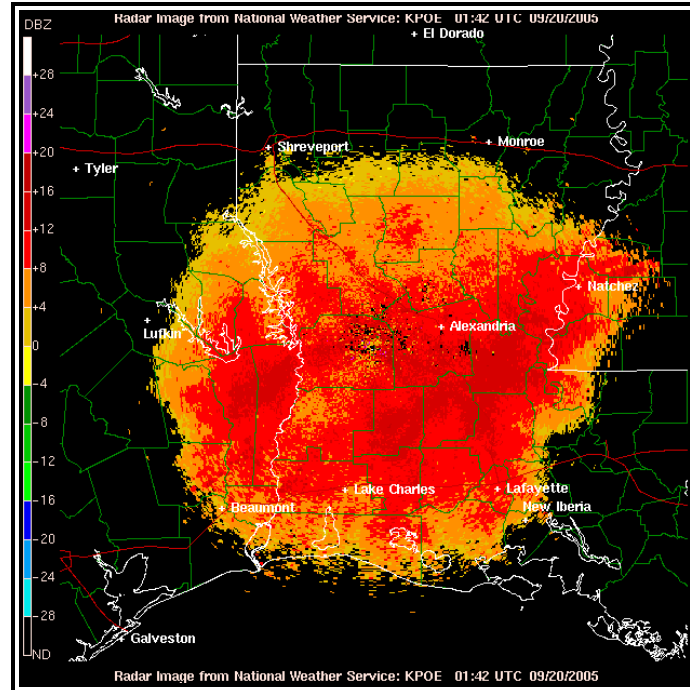 Radar Image from National Weather Service: KPOE 01:42 UTC 09/20/2005
DBZ
El Dorado
+28
+24
Shreveport
Monroe
+20
Tyler
+16
+12
+8
Natchez
+4
Lufkin
Alexandria
0
-4
-8
-12
Lake Charles
Lafayette
-16
Beaumont
New Iberia
-20
-24
-28
Galveston
ND
Radar Image from National Weather Service: KPOE 01:42 UTC 09/20/2005